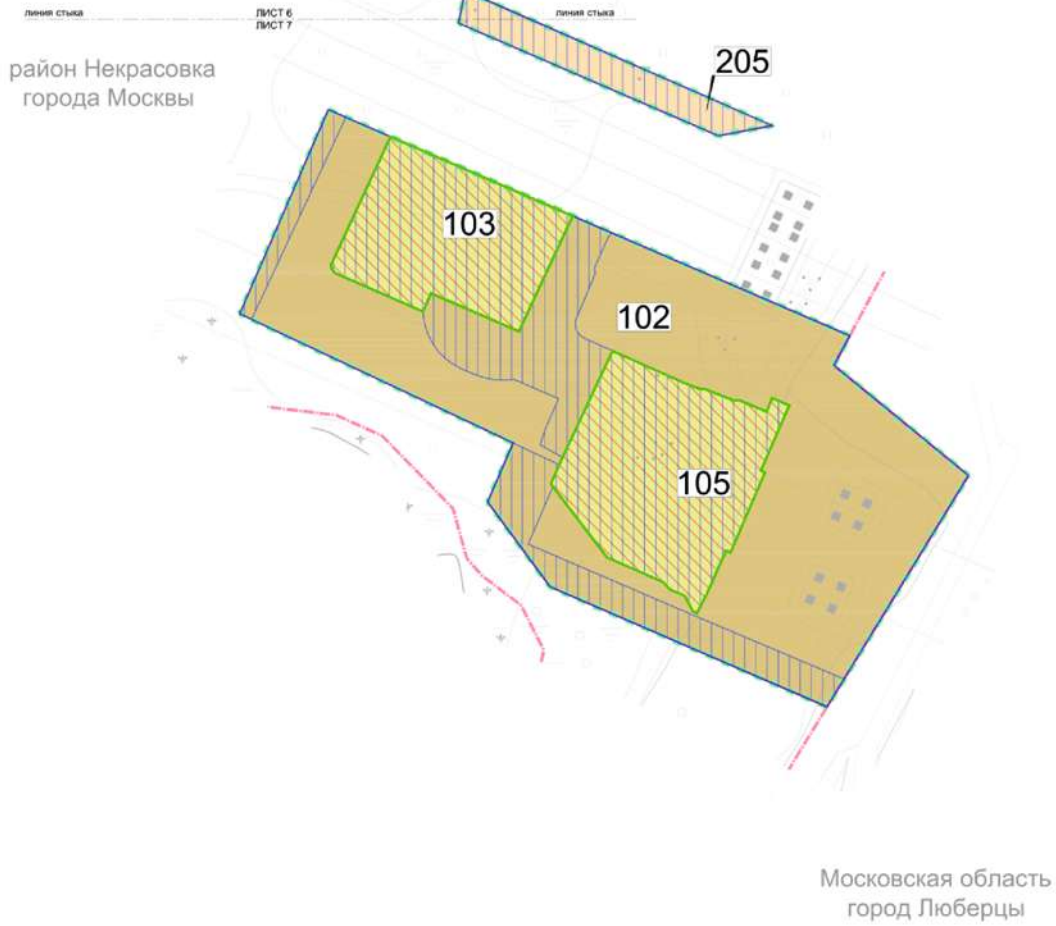 линия стыка
ЛИСТ 6
ЛИСТ 7
линия стыка
205
район Некрасовка
города Москвы
103
102
105
Московская область
город Люберцы